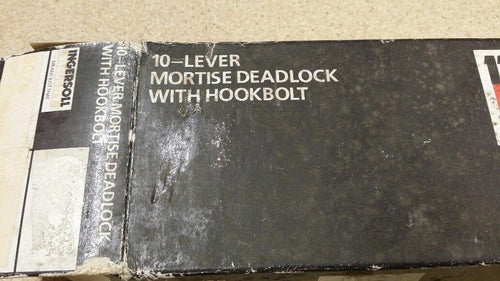 10-LEVER
MORTISE DEADLOCK
WITH HOOKBOLT
INGERSOLL
10-LEVER MORTISE DEADLOCK
WITH HOOKBOLT